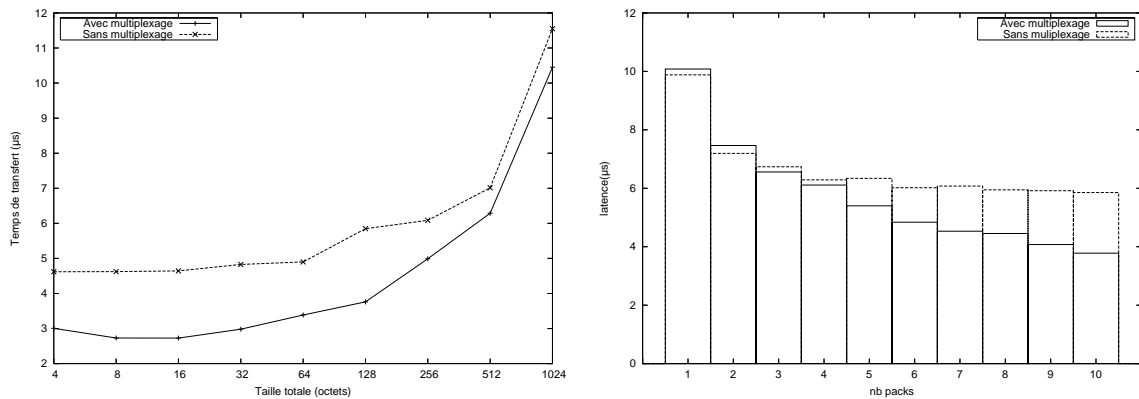 Avec multiplexage
Sans multiplexage
Temps de transfert (µs)
12
11
10
9
8
7
6
5
4
3
2
4 8 16 32 64 128 256 512 1024
Taille totale (octets)
Avec multiplexage
Sans muliplexage
latence(µs)
12
10
8
6
4
2
0
1 2 3 4 5 6 7 8 9 10
nb packs